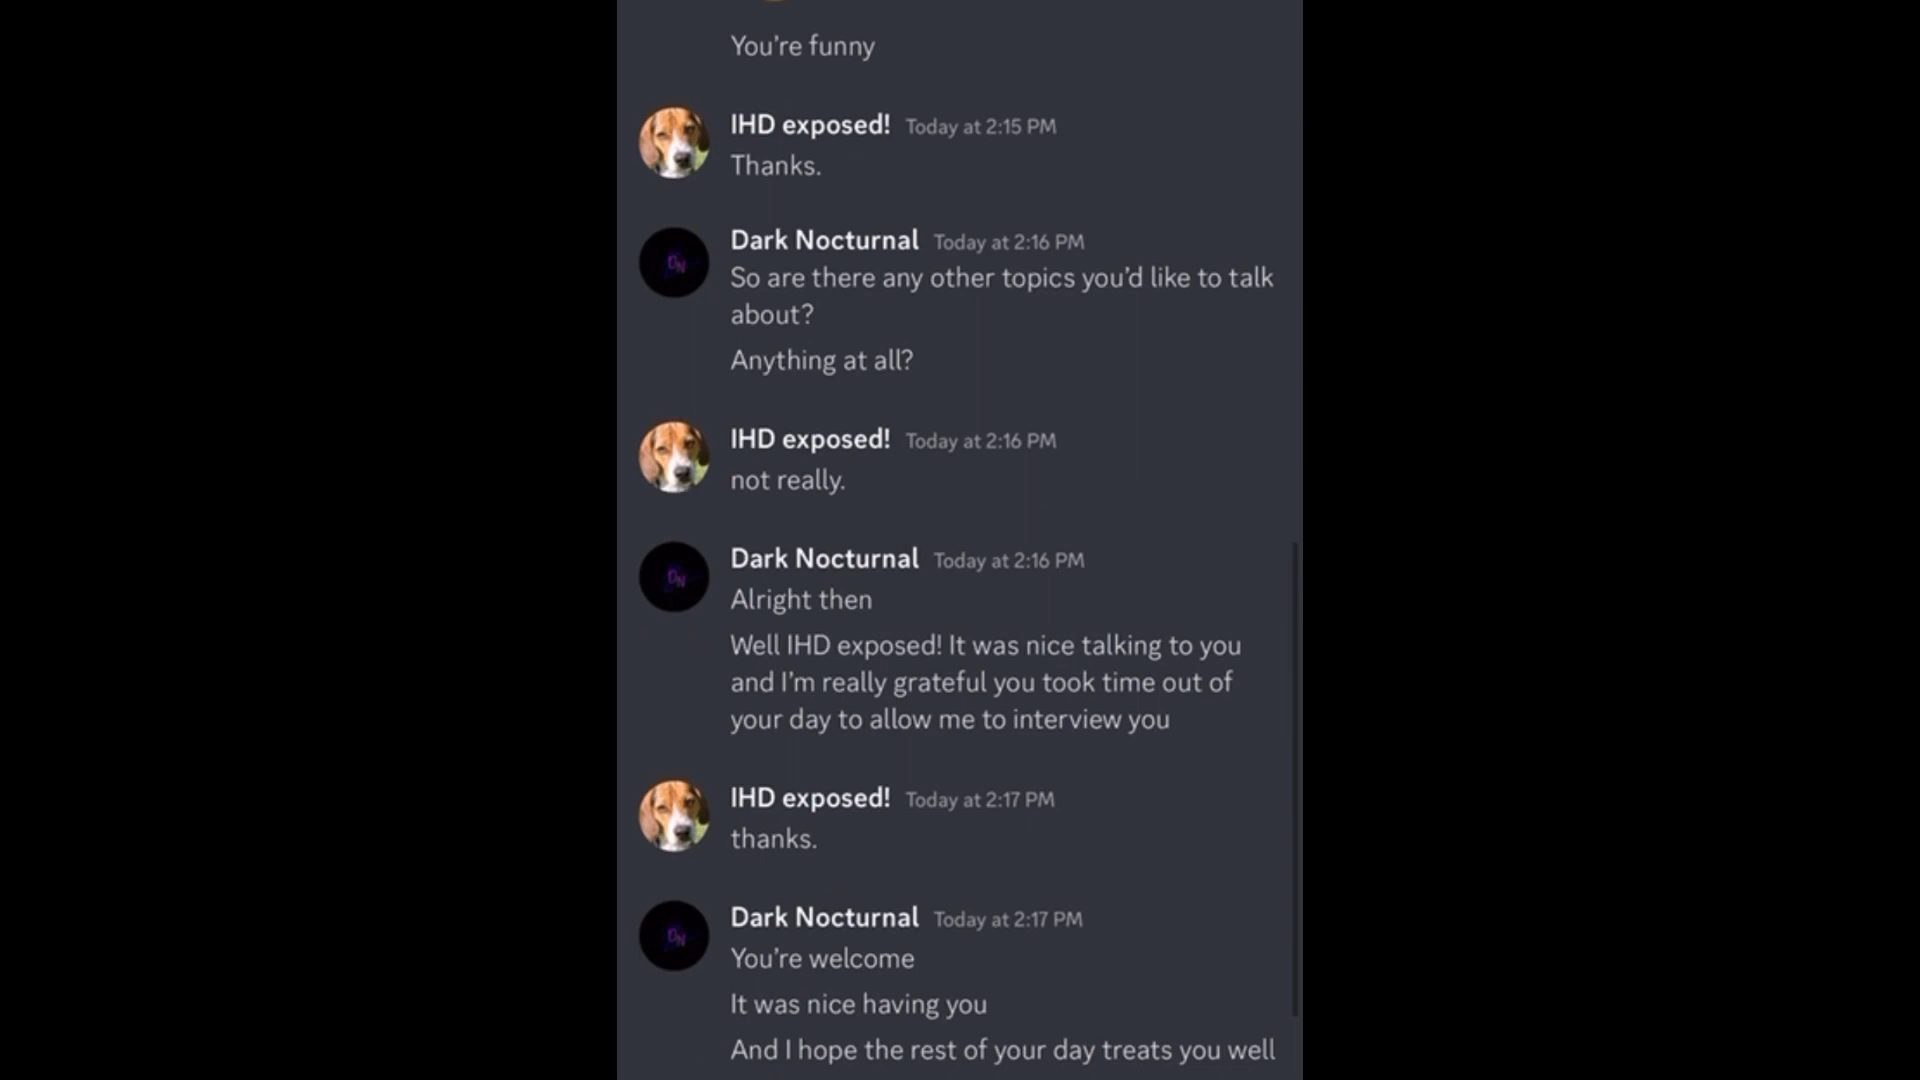 You’re funny
IHD exposed! Today at 2:15 PM
Thanks.
Dark Nocturnal Today at 2:16 PM
So are there any other topics you’d like to talk
about?
Anything at all?
IHD exposed! Today at 2:16 PM
not really.
Dark Nocturnal Today at 2:16 PM
Alright then
Well IHD exposed! It was nice talking to you
and I’m really grateful you took time out of
your day to allow me to interview you
IHD exposed! Today at 2:17 PM
thanks.
Dark Nocturnal Today at 2:17 PM
You’re welcome
It was nice having you
And I hope the rest of your day treats you well